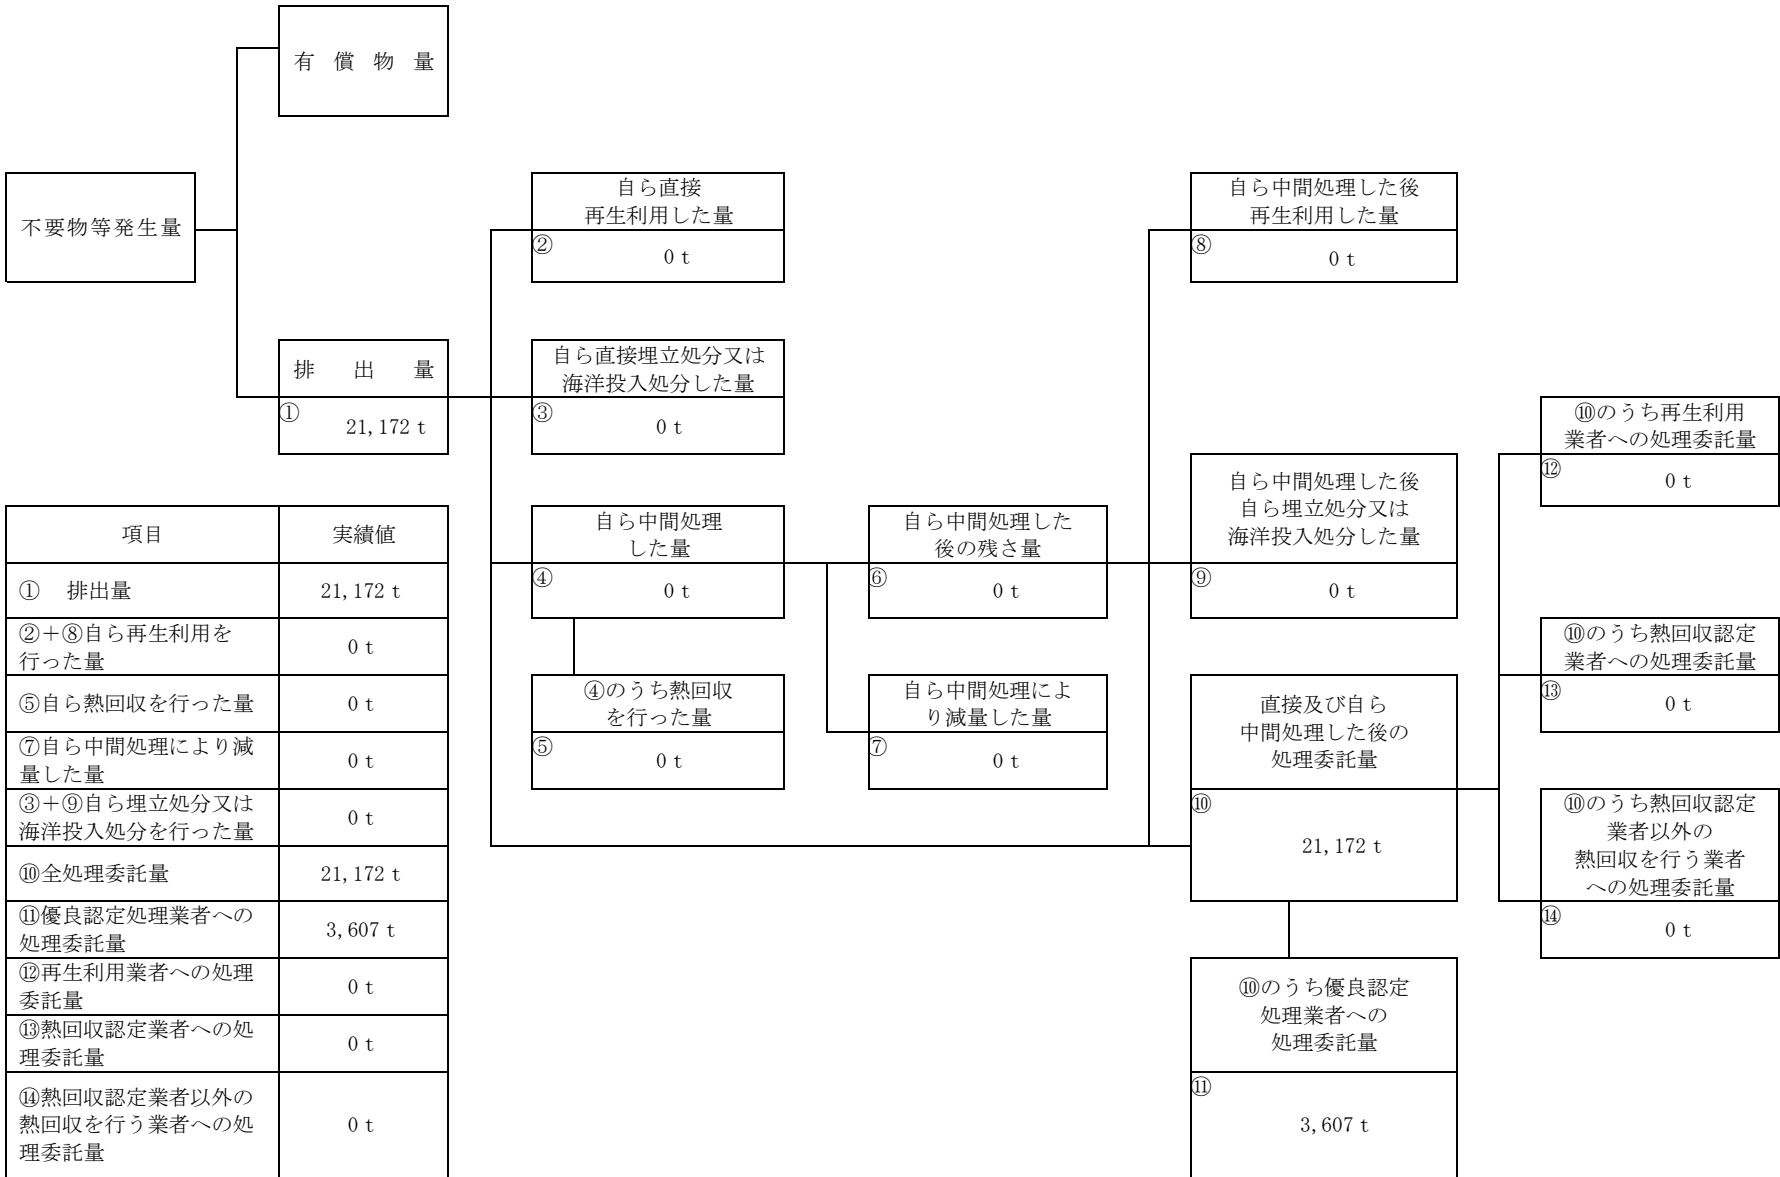 有償物量
不要物等発生量
排出量
①
21,172 t
自ら直接
再生利用した量
②
0 t
自ら直接埋立処分又は
海洋投入処分した量
③
0 t
自ら中間処理
した量
④
0 t
④のうち熱回収
を行った量
⑤
0 t
自ら中間処理した
後の残さ量
⑥
0 t
自ら中間処理によ
り減量した量
⑦
0 t
自ら中間処理した後
再生利用した量
⑧
0 t
自ら中間処理した後
自ら埋立処分又は
海洋投入処分した量
⑨
0 t
直接及び自ら
中間処理した後の
処理委託量
⑩
21,172 t
⑩のうち優良認定
処理業者への
処理委託量
⑪
3,607 t
⑩のうち再生利用
業者への処理委託量
⑫
0 t
⑩のうち熱回収認定
業者への処理委託量
⑬
0 t
⑩のうち熱回収認定
業者以外の
熱回収を行う業者
への処理委託量
⑭
0 t
項目 実績値
① 排出量 21,172 t
②＋⑧自ら再生利用を
行った量
0 t
⑤自ら熱回収を行った量 0 t
⑦自ら中間処理により減
量した量
0 t
③＋⑨自ら埋立処分又は
海洋投入処分を行った量
0 t
⑩全処理委託量 21,172 t
⑪優良認定処理業者への
処理委託量
3,607 t
⑫再生利用業者への処理
委託量
0 t
⑬熱回収認定業者への処
理委託量
0 t
⑭熱回収認定業者以外の
熱回収を行う業者への処
理委託量
0 t